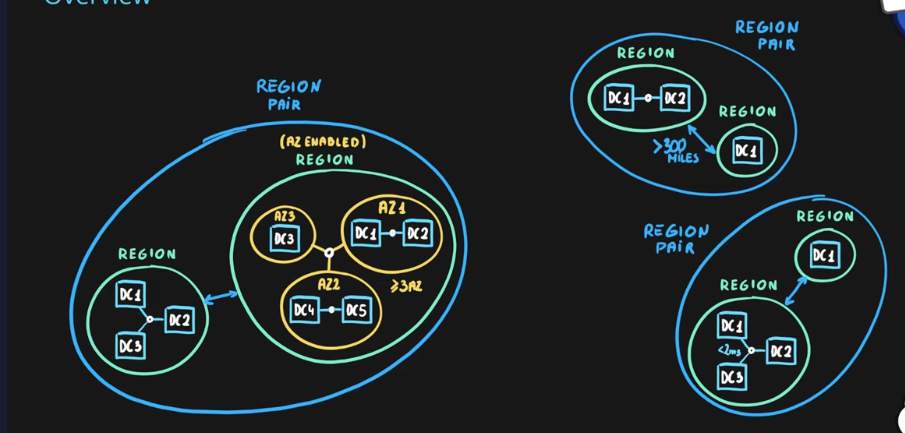 Overview
REGION
PAIR
(AZ ENABLED)
REGION
AZ3
DC3
AZ1
DC1
DC2
AZ2
DC4
DC5
≥3AZ
REGION
DC1
DC2
DC3
REGION
PAIR
REGION
DC1
DC2
REGION
DC1
>300
MILES
REGION
PAIR
REGION
DC1
REGION
DC1
<2ms
DC2
DC3